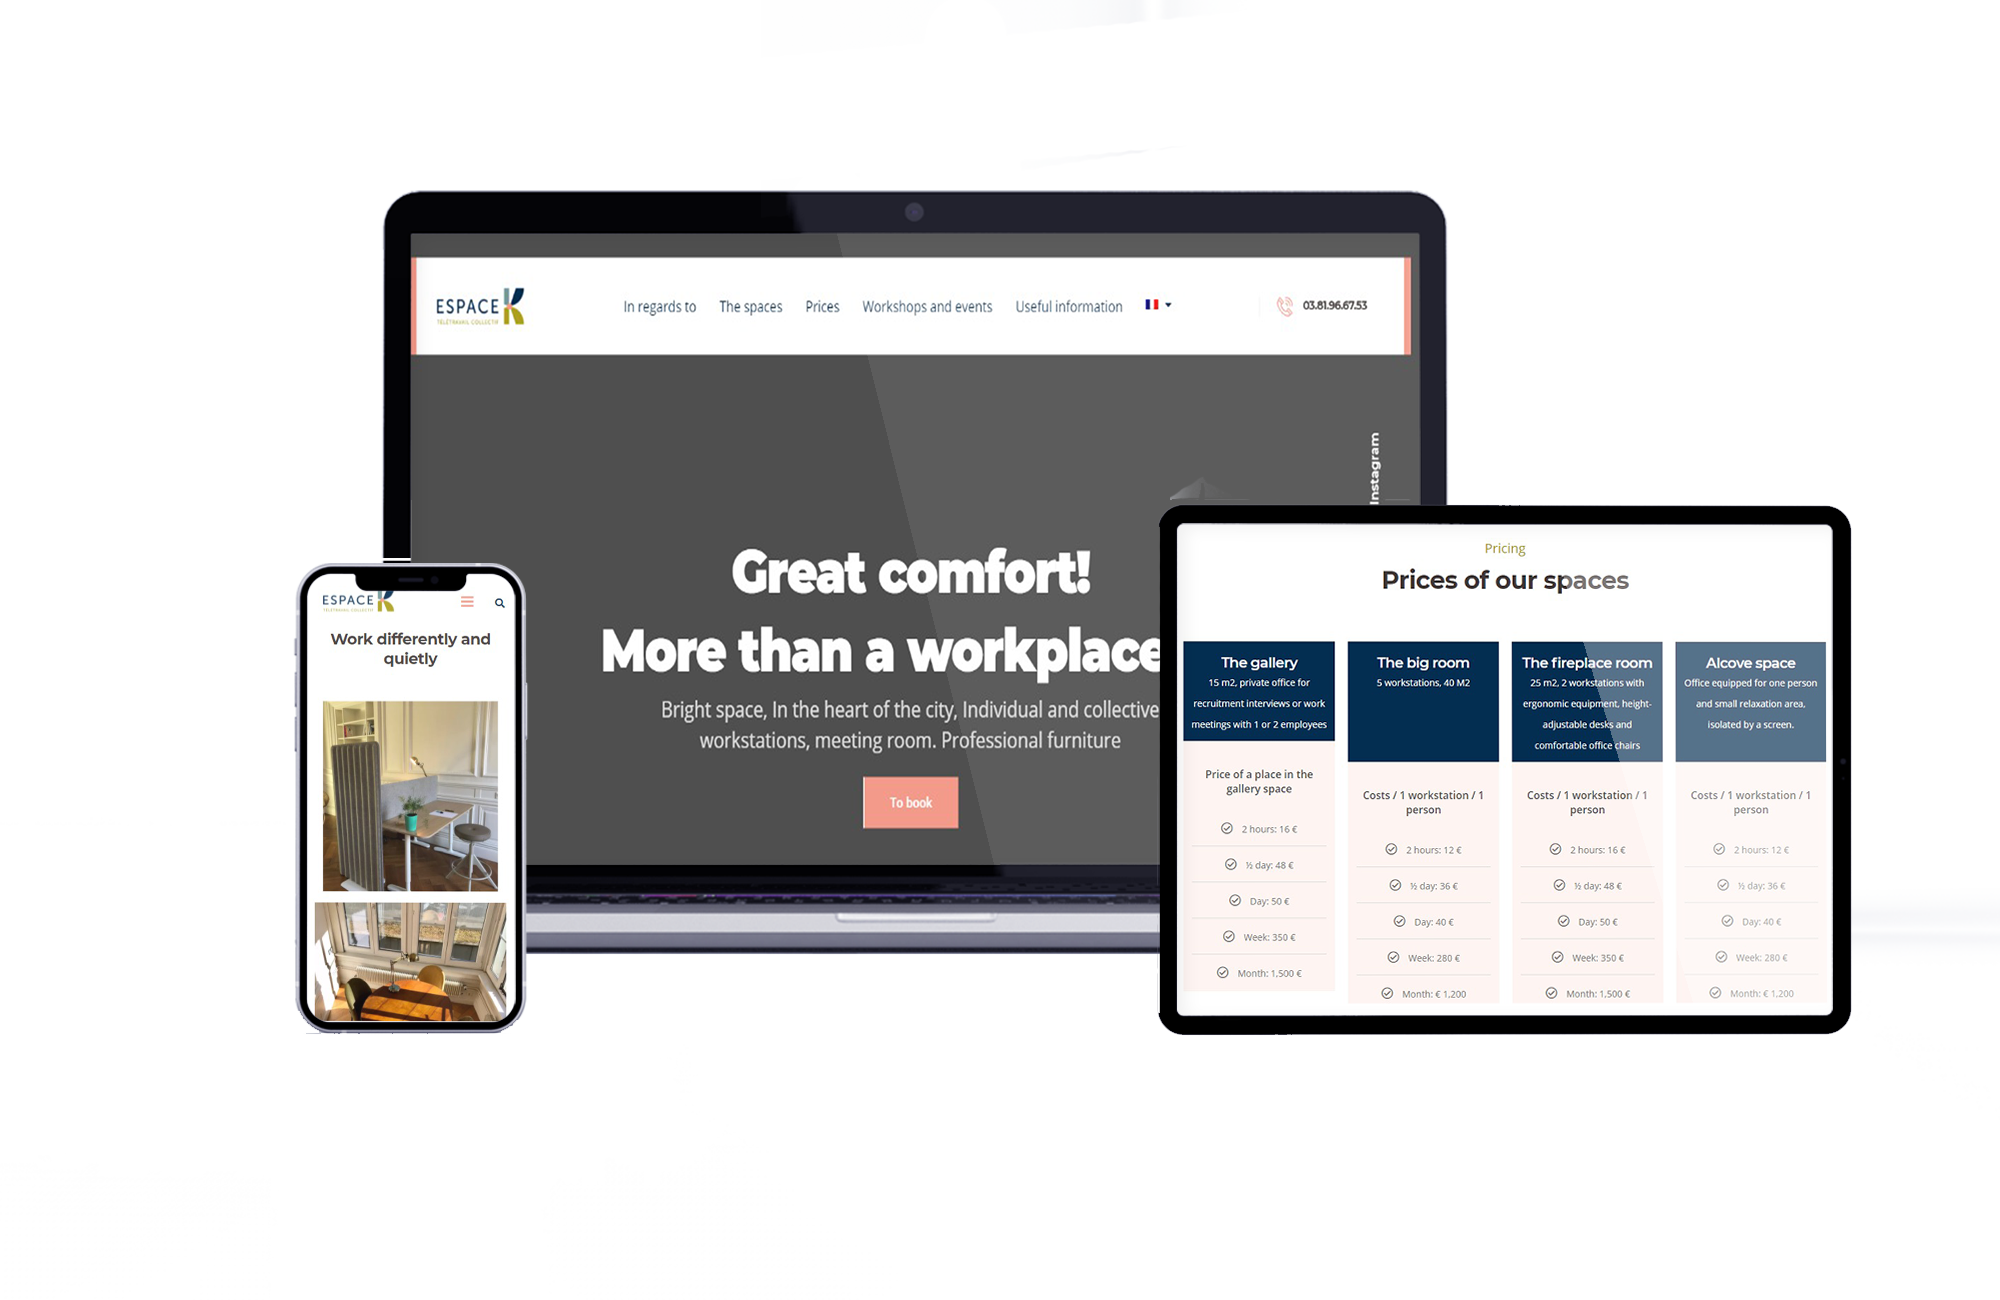 ESPACE K
TÉLÉTRAVAIL COLLECTIF
In regards to
The spaces
Prices
Workshops and events
Useful information
03.81.96.67.53
Instagram
Great comfort!
More than a workplace
Bright space, In the heart of the city, Individual and collective
workstations, meeting room. Professional furniture
To book
ESPACE K
TÉLÉTRAVAIL COLLECTIF
Work differently and
quietly
Pricing
Prices of our spaces
The gallery
15 m2, private office for
recruitment interviews or work
meetings with 1 or 2 employees
Price of a place in the
gallery space
2 hours: 16 €
½ day: 48 €
Day: 50 €
Week: 350 €
Month: 1,500 €
The big room
5 workstations, 40 M2
Costs / 1 workstation / 1
person
2 hours: 12 €
½ day: 36 €
Day: 40 €
Week: 280 €
Month: € 1,200
The fireplace room
25 m2, 2 workstations with
ergonomic equipment, height-
adjustable desks and
comfortable office chairs
Costs / 1 workstation / 1
person
2 hours: 16 €
½ day: 48 €
Day: 50 €
Week: 350 €
Month: 1,500 €
Alcove space
Office equipped for one person
and small relaxation area,
isolated by a screen.
Costs / 1 workstation / 1
person
2 hours: 12 €
½ day: 36 €
Day: 40 €
Week: 280 €
Month: € 1,200